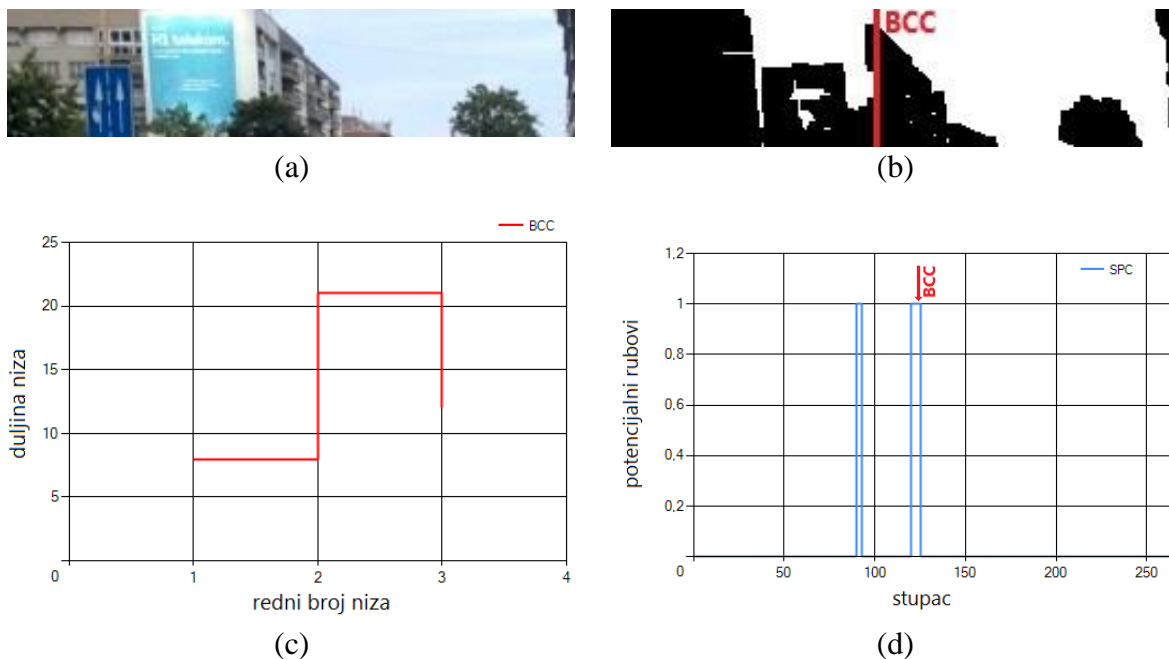 H1 telekom.
BCC
(a)
(b)
BCC
25
20
15
10
5
0
1
2
3
4
duljina niza
redni broj niza
(c)
SPC
BCC
1,2
1
0,8
0,6
0,4
0,2
0
50
100
150
200
250
potencijalni rubovi
stupac
(d)